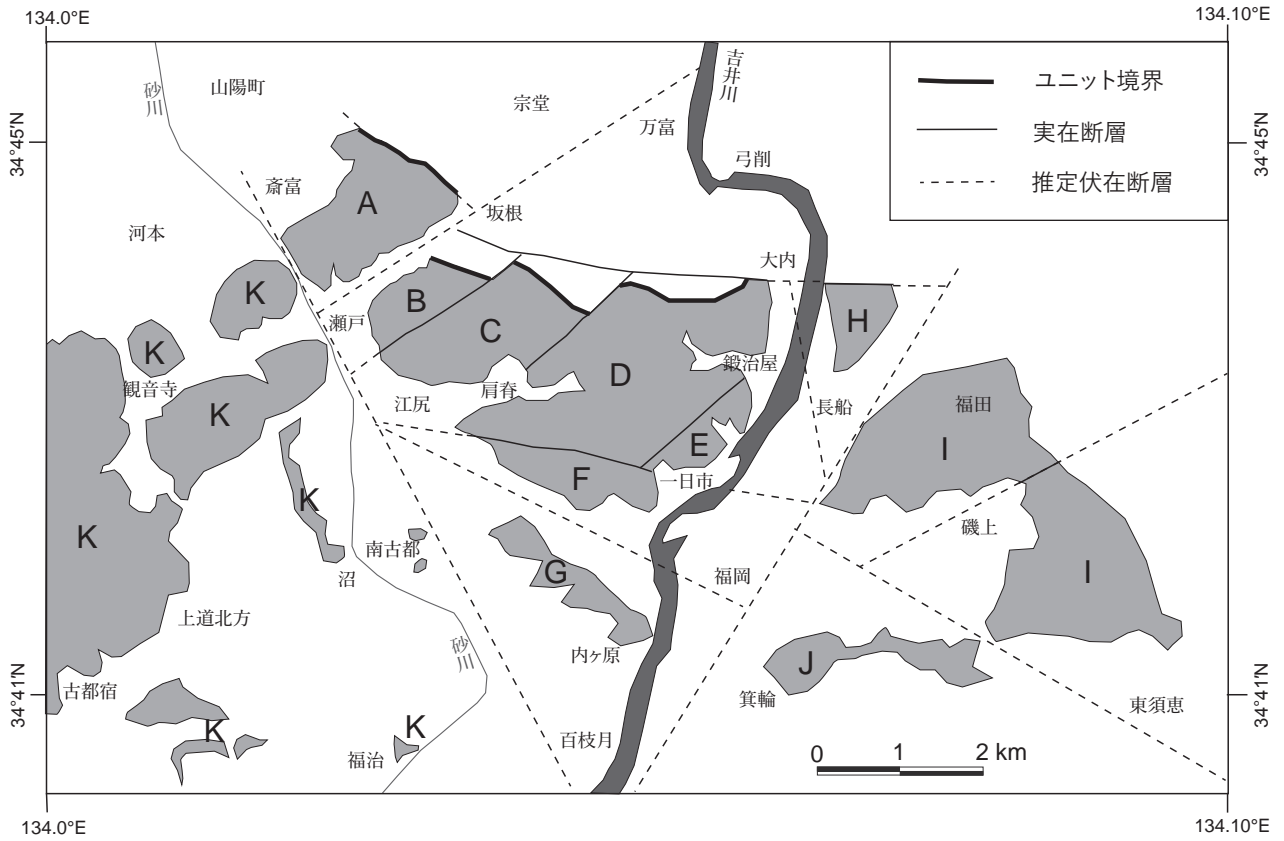 134.0°E
134.10°E
砂川
山陽町
宗堂
吉井川
万富
弓削
ユニット境界
実在断層
推定伏在断層
34°45'N
34°45'N
斎富
A
坂根
河本
大内
K
B
瀬戸
C
H
K
D
鍛治屋
観音寺
肩脊
江尻
長船
福田
K
E
I
F
一日市
K
磯上
K
南古都
沼
G
福岡
I
上道北方
砂川
内ヶ原
J
34°41'N
古都宿
箕輪
34°41'N
東須恵
K
K
百枝月
福治
0 1 2 km
134.0°E
134.10°E